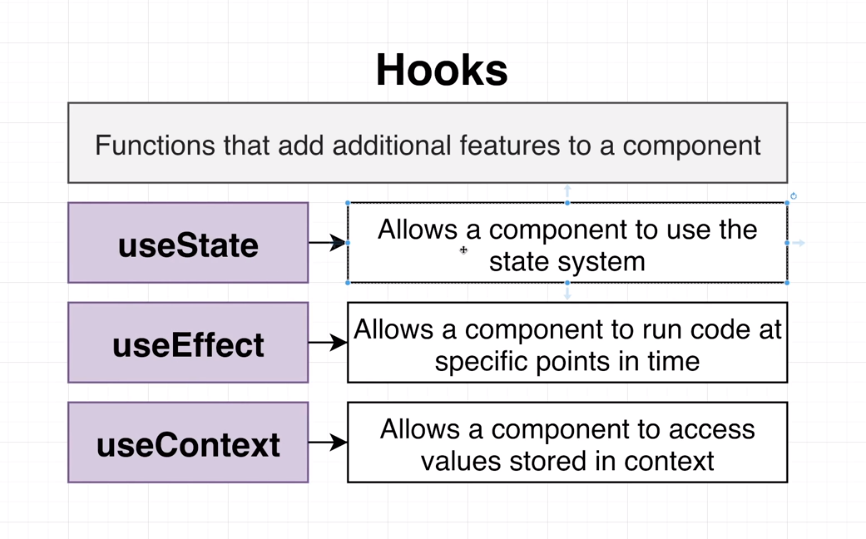 Hooks
Functions that add additional features to a component
useState
Allows a component to use the
state system
useEffect
Allows a component to run code at
specific points in time
useContext
Allows a component to access
values stored in context